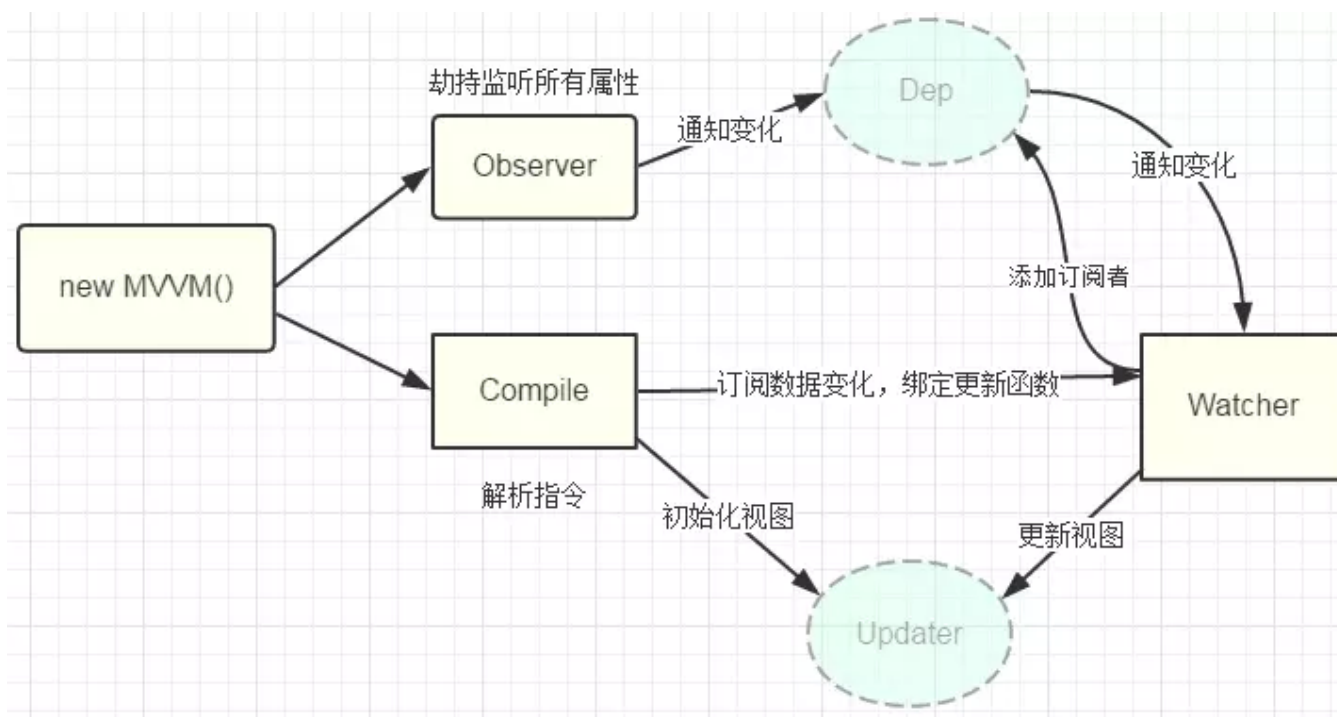 劫持监听所有属性
Dep
通知变化
Observer
通知变化
new MVVM()
添加订阅者
Compile
订阅数据变化，绑定更新函数
Watcher
解析指令
初始化视图
更新视图
Updater